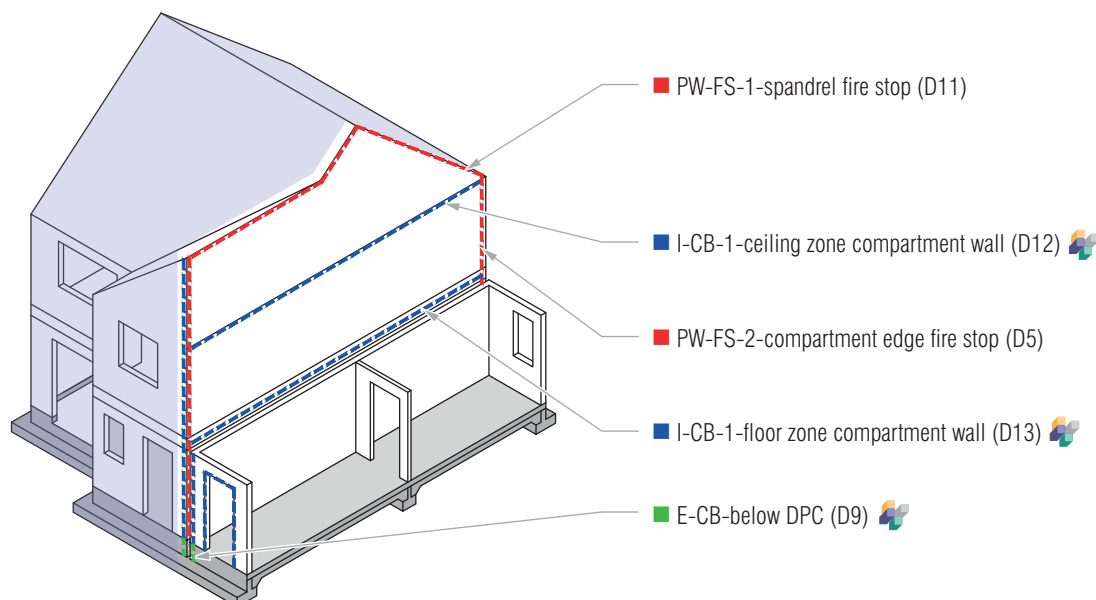 PW-FS-1-spandrel fire stop (D11)
I-CB-1-ceiling zone compartment wall (D12)
PW-FS-2-compartment edge fire stop (D5)
I-CB-1-floor zone compartment wall (D13)
E-CB-below DPC (D9)